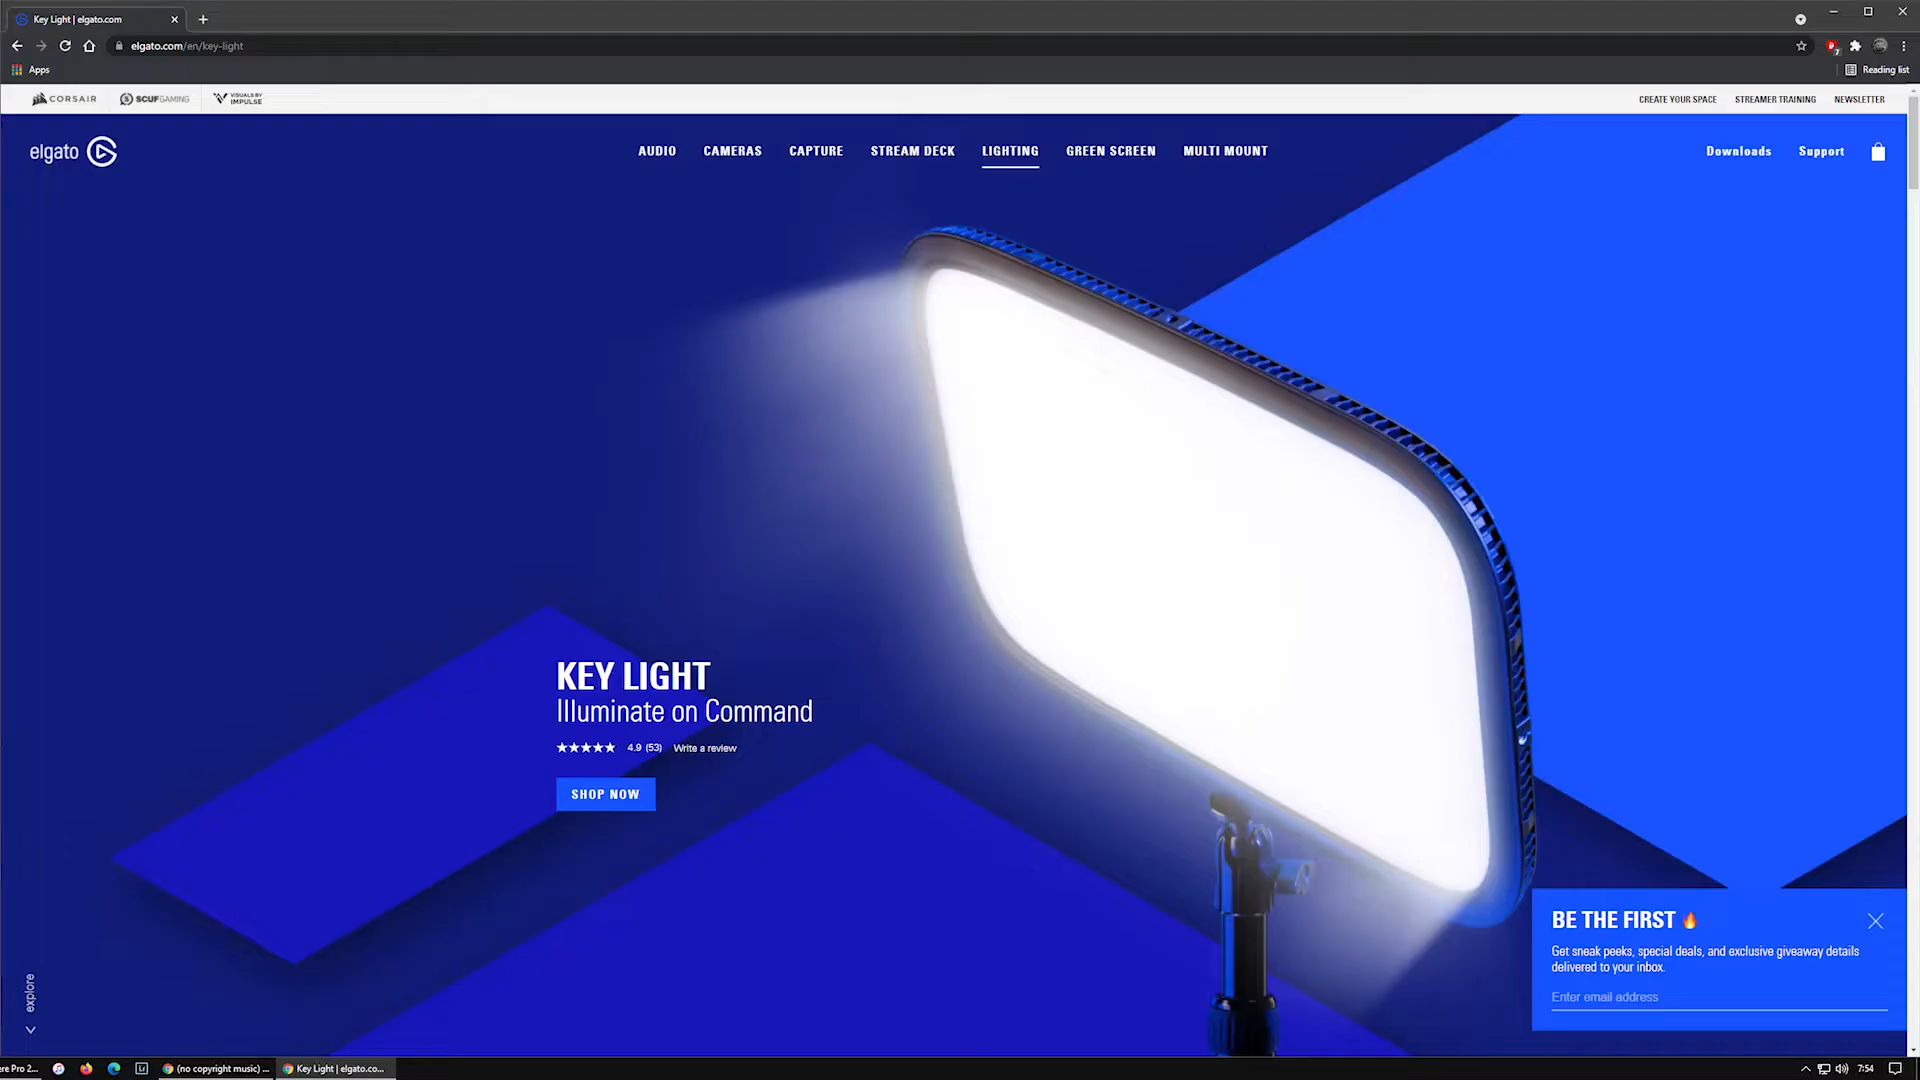 Key Light | elgato.com
elgato.com/en/key-light
7
Apps
Reading list
CORSAIR
SCUFGAMING
VISUALS BY
IMPULSE
CREATE YOUR SPACE
STREAMER TRAINING
NEWSLETTER
elgato
AUDIO
CAMERAS
CAPTURE
STREAM DECK
LIGHTING
GREEN SCREEN
MULTI MOUNT
Downloads
Support
KEY LIGHT
Illuminate on Command
4.9 (53) Write a review
SHOP NOW
explore
BE THE FIRST 🔥
Get sneak peeks, special deals, and exclusive giveaway details
delivered to your inbox.
Enter email address
ere Pro 2...
(no copyright music) ...
Key Light | elgato.co...
7:54